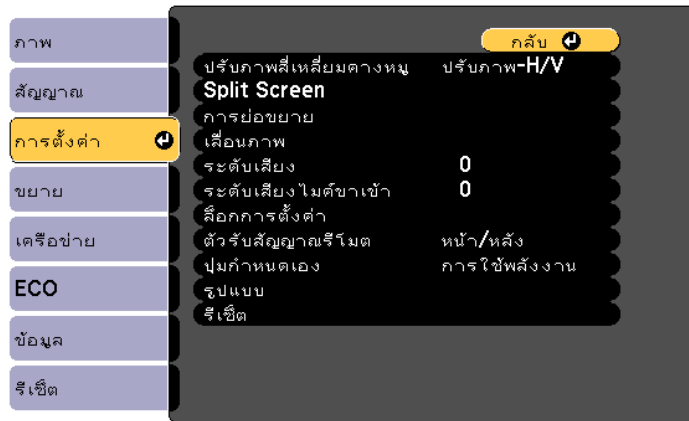 ภาพ
สัญญาณ
การตั้งค่า
ขยาย
เครือข่าย
ECO
ข้อมูล
รีเซ็ต
กลับ
ปรับภาพสี่เหลี่ยมคางหมู ปรับภาพ-H/V
Split Screen
การย่อขยาย
เลื่อนภาพ
ระดับเสียง 0
ระดับเสียงไมค์ขาเข้า 0
ล็อกการตั้งค่า
ตัวรับสัญญาณรีโมต หน้า/หลัง
ปุ่มกำหนดเอง การใช้พลังงาน
รูปแบบ
รีเซ็ต